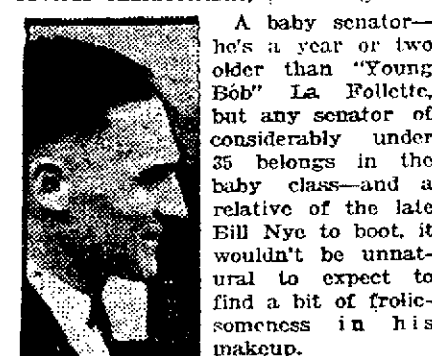 A baby senator—
he's a year or two
older than "Young
Bob" La Follette,
but any senator of
considerably under
35 belongs in the
baby class—and a
relative of the late
Bill Nye to boot, it
wouldn't be unnat-
ural to expect to
find a bit of frolic-
someness in his
makeup.